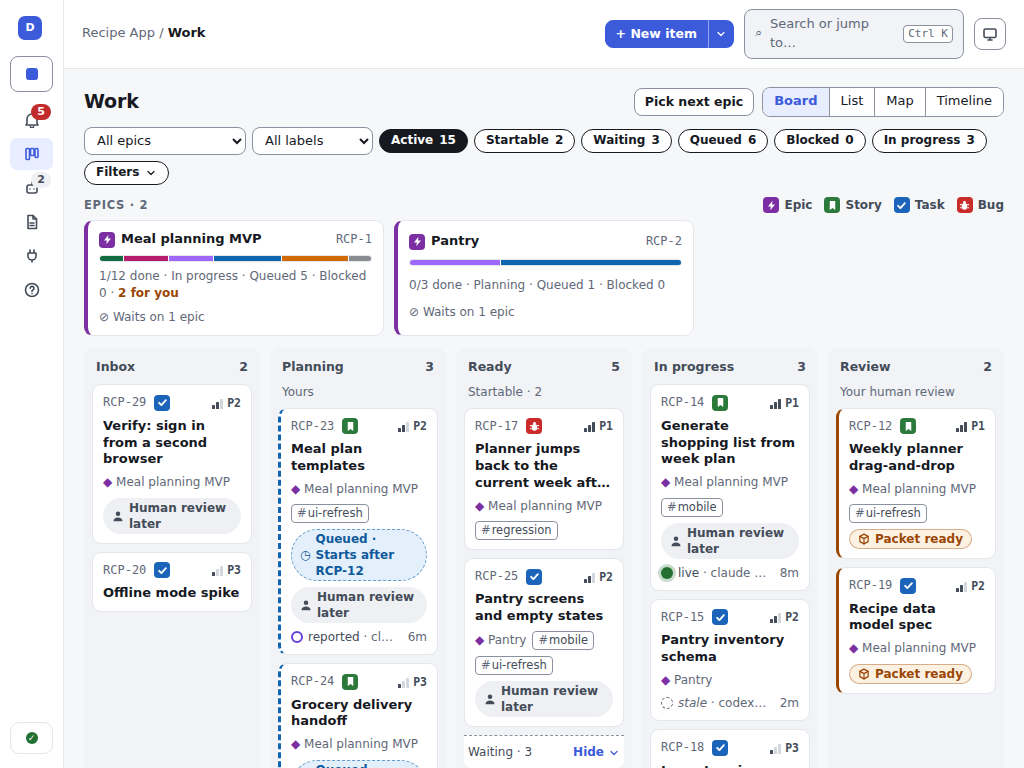 D
Recipe App / Work
+ New item
Search or jump to…
Ctrl K
5
2
Work
Pick next epic
Board
List
Map
Timeline
All epics
All labels
Active 15
Startable 2
Waiting 3
Queued 6
Blocked 0
In progress 3
Filters
EPICS · 2
Epic
Story
Task
Bug
Meal planning MVP
RCP-1
1/12 done · In progress · Queued 5 · Blocked
0 · 2 for you
Waits on 1 epic
Pantry
RCP-2
0/3 done · Planning · Queued 1 · Blocked 0
Waits on 1 epic
Inbox 2
RCP-29 P2
Verify: sign in
from a second
browser
Meal planning MVP
Human review
later
RCP-20 P3
Offline mode spike
Planning 3
Yours
RCP-23 P2
Meal plan
templates
Meal planning MVP
#ui-refresh
Queued ·
Starts after
RCP-12
Human review
later
reported · cl… 6m
RCP-24 P3
Grocery delivery
handoff
Meal planning MVP
Ready 5
Startable · 2
RCP-17 P1
Planner jumps
back to the
current week aft…
Meal planning MVP
#regression
RCP-25 P2
Pantry screens
and empty states
Pantry #mobile
#ui-refresh
Human review
later
Waiting · 3 Hide
In progress 3
RCP-14 P1
Generate
shopping list from
week plan
Meal planning MVP
#mobile
Human review
later
live · claude … 8m
RCP-15 P2
Pantry inventory
schema
Pantry
stale · codex… 2m
RCP-18 P3
Review 2
Your human review
RCP-12 P1
Weekly planner
drag-and-drop
Meal planning MVP
#ui-refresh
Packet ready
RCP-19 P2
Recipe data
model spec
Meal planning MVP
Packet ready